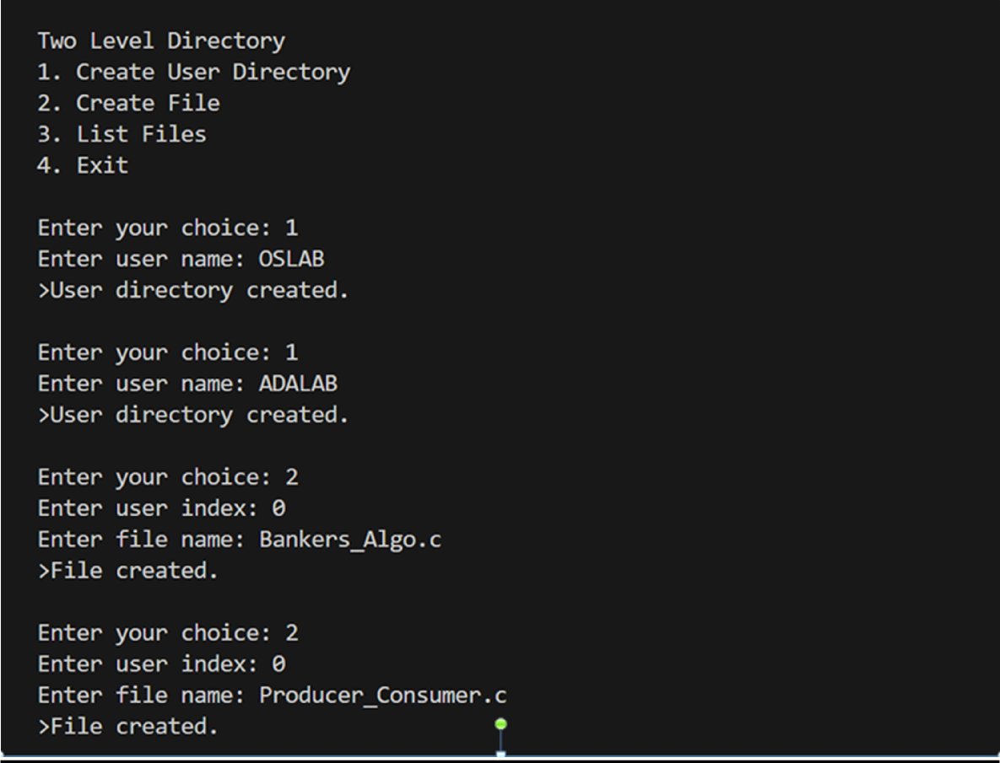 Two Level Directory
1. Create User Directory
2. Create File
3. List Files
4. Exit
Enter your choice: 1
Enter user name: OSLAB
>User directory created.
Enter your choice: 1
Enter user name: ADALAB
>User directory created.
Enter your choice: 2
Enter user index: 0
Enter file name: Bankers_Algo.c
>File created.
Enter your choice: 2
Enter user index: 0
Enter file name: Producer_Consumer.c
>File created.